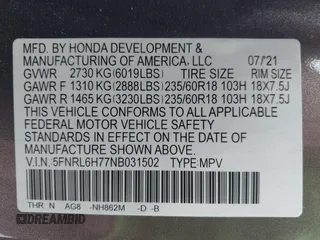 MFD. BY HONDA DEVELOPMENT &
MANUFACTURING OF AMERICA, LLC 07/'21
GVWR 2730 KG (6019LBS) TIRE SIZE RIM SIZE
GAWR F 1310 KG (2888LBS) 235/60R18 103H 18X7.5J
GAWR R 1465 KG (3230LBS) 235/60R18 103H 18X7.5J
THIS VEHICLE CONFORMS TO ALL APPLICABLE
FEDERAL MOTOR VEHICLE SAFETY AND
BUMPER STANDARDS IN EFFECT ON THE DATE
OF MANUFACTURE SHOWN ABOVE.
V.I.N.:5FNRL6H77NB031502 TYPE:MPV
THR N AG8 -NH862M -D -B
DREAMBID